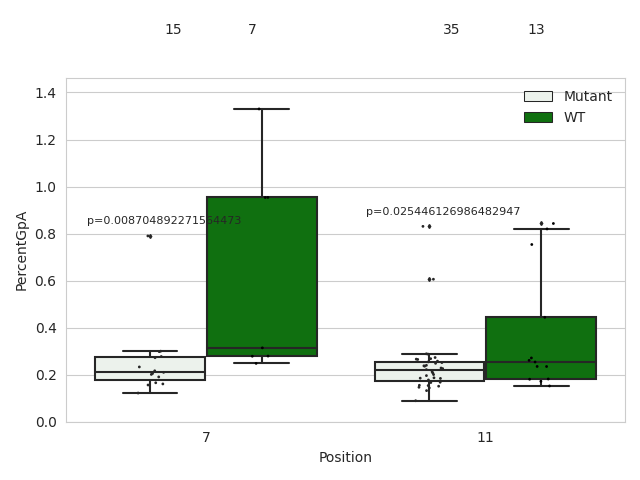 15 7 35 13
1.4
1.2
1.0
0.8
0.6
0.4
0.2
0.0
PercentGpA
Mutant
WT
p=0.008704892271564473
p=0.025446126986482947
7 11
Position